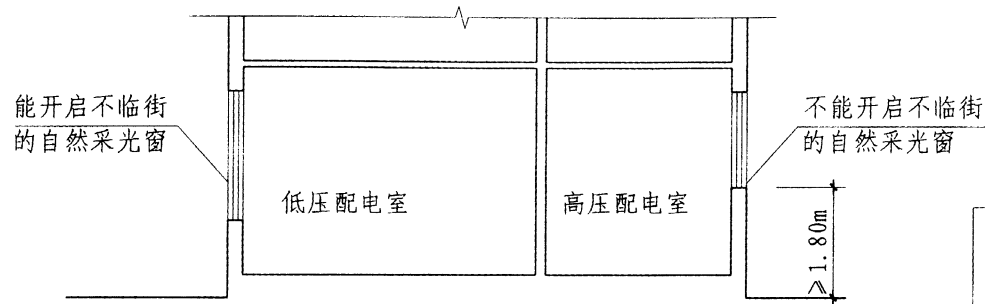 能开启不临街
的自然采光窗
低压配电室
高压配电室
不能开启不临街
的自然采光窗
≥1.80m